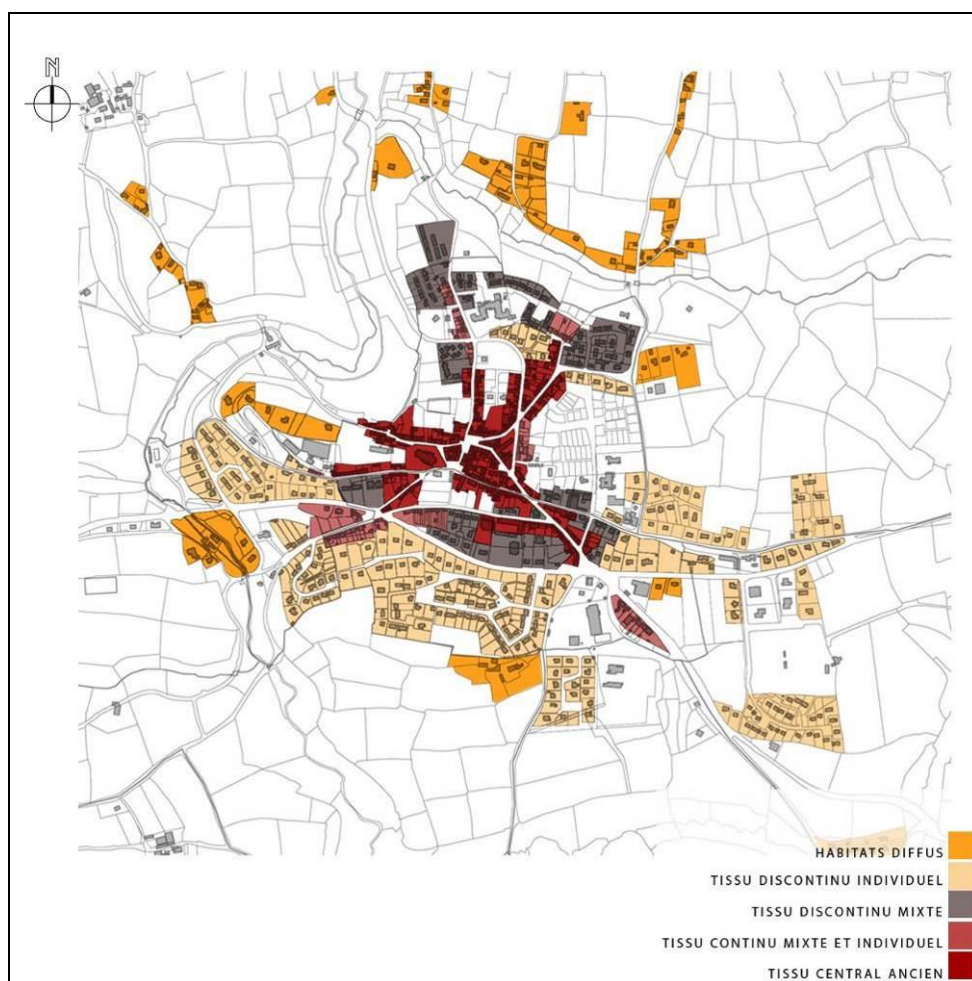 N
HABITATS DIFFUS
TISSU DISCONTINU INDIVIDUEL
TISSU DISCONTINU MIXTE
TISSU CONTINU MIXTE ET INDIVIDUEL
TISSU CENTRAL ANCIEN